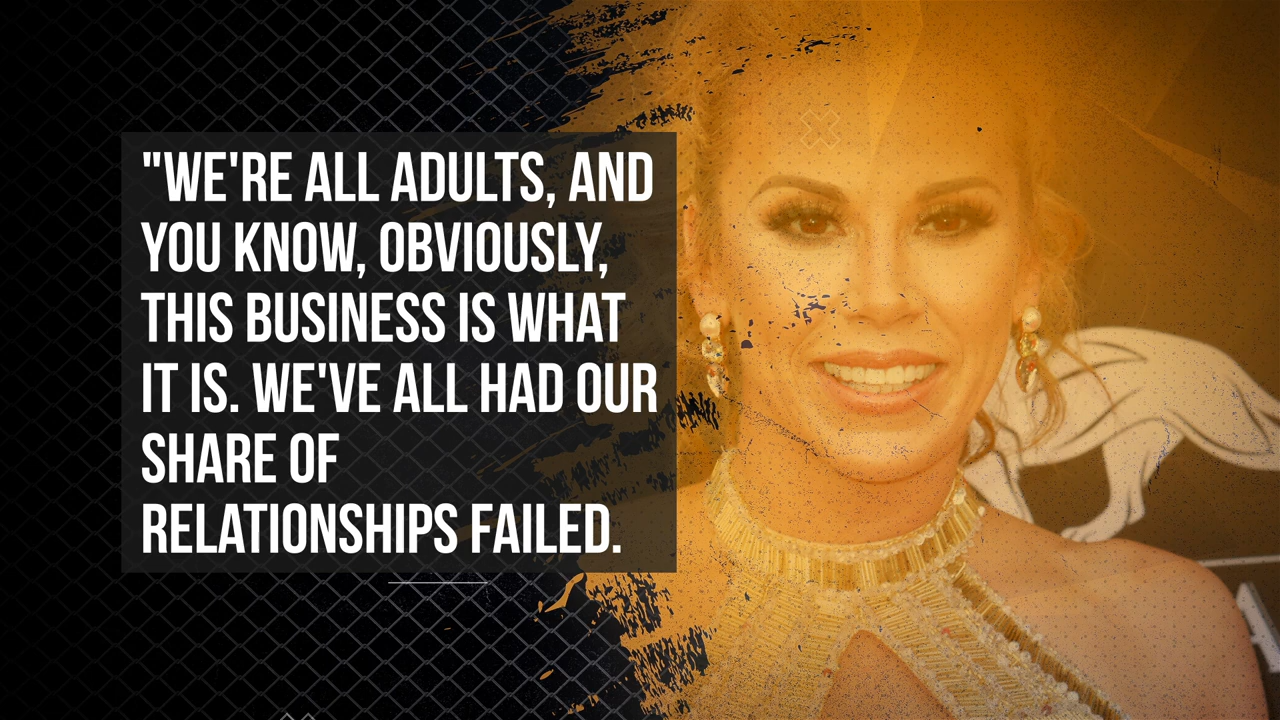 "WE'RE ALL ADULTS, AND
YOU KNOW, OBVIOUSLY,
THIS BUSINESS IS WHAT
IT IS. WE'VE ALL HAD OUR
SHARE OF
RELATIONSHIPS FAILED.